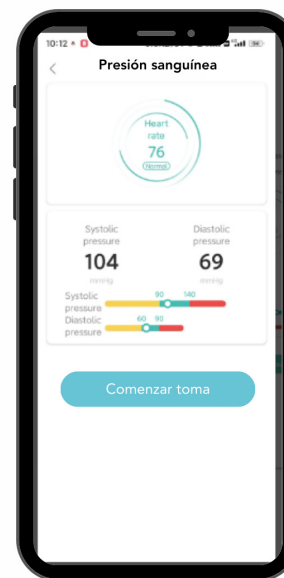 10:12
Presión sanguínea
Heart
rate
76
Normal
Systolic Diastolic
pressure pressure
104 69
mmHg mmHg
Systolic 90 140
pressure
Diastolic 60 90
pressure
Comenzar toma